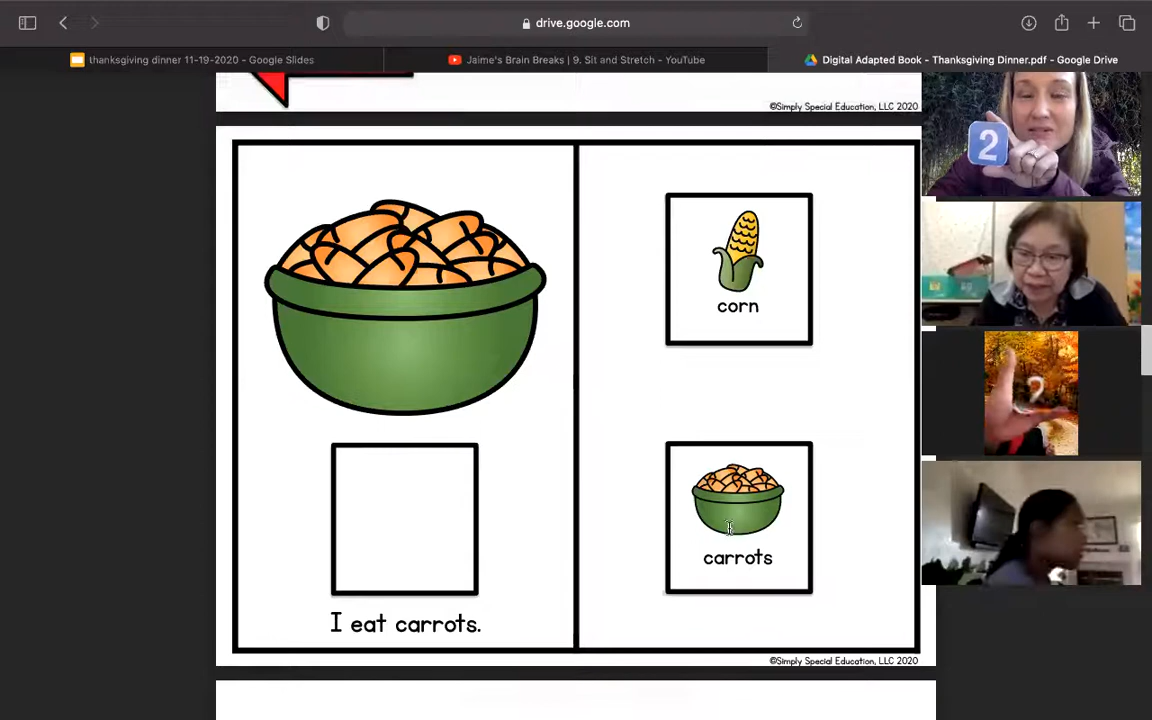 drive.google.com
thanksgiving dinner 11-19-2020 - Google Slides
Jaime's Brain Breaks | 9. Sit and Stretch - YouTube
Digital Adapted Book - Thanksgiving Dinner.pdf - Google Drive
©Simply Special Education, LLC 2020
2
corn
2
carrots
I eat carrots.
©Simply Special Education, LLC 2020